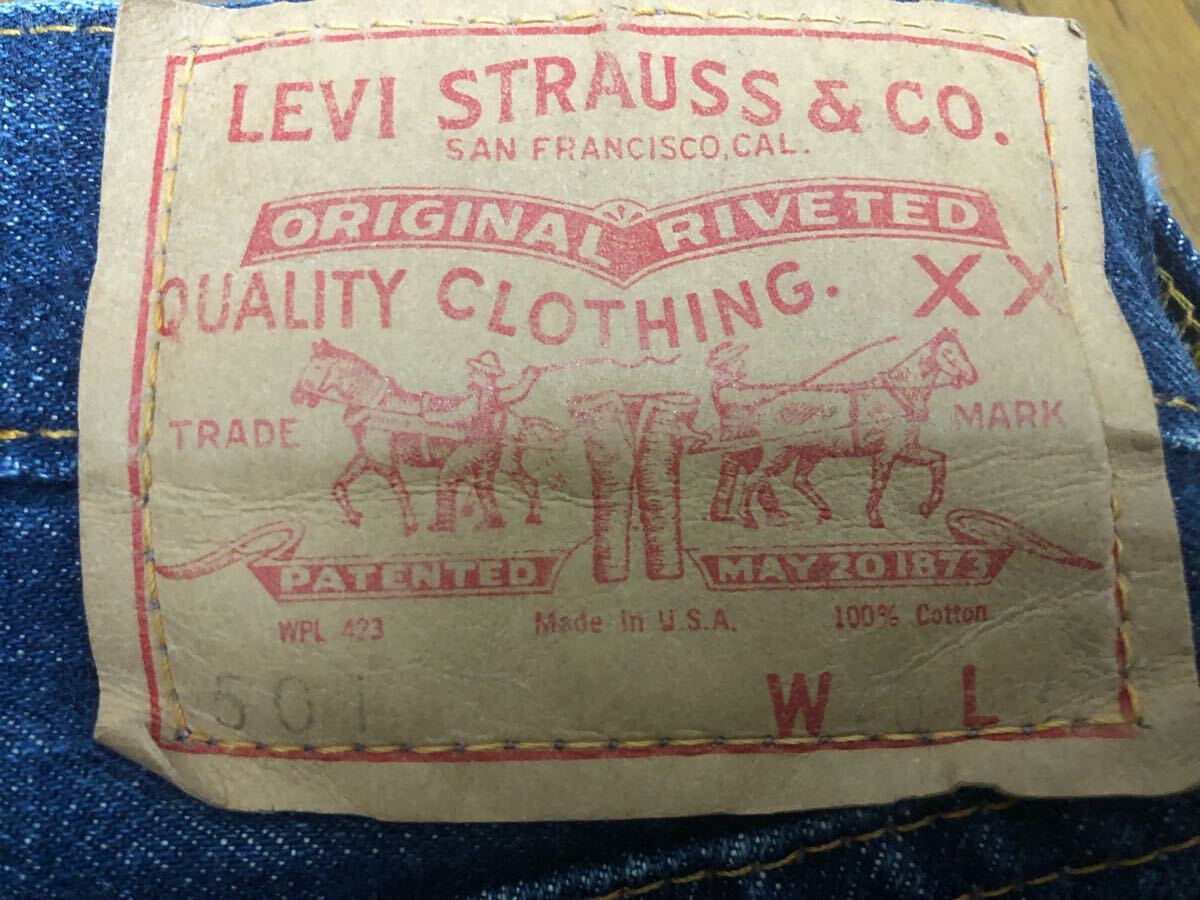 LEVI STRAUSS & CO.
SAN FRANCISCO, CAL.
ORIGINAL RIVETED
QUALITY CLOTHING. XX
TRADE MARK
PATENTED MAY 20 1873
WPL 423 Made in U.S.A. 100% Cotton
501 W L